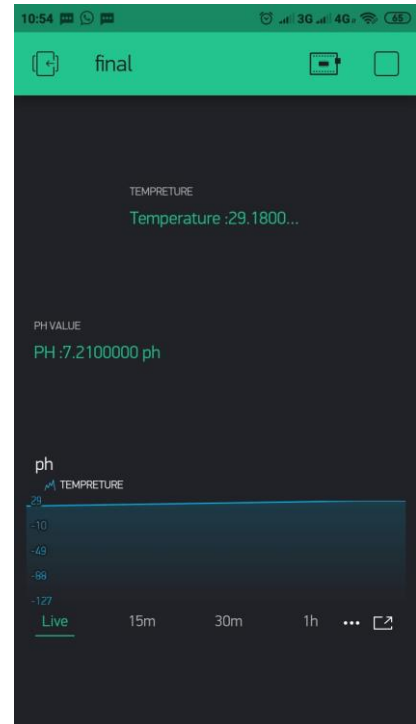 10:54 3G 4G 65
final
TEMPRETURE
Temperature :29.1800...
PH VALUE
PH :7.2100000 ph
ph
TEMPRETURE
29
-10
-49
-88
-127
Live 15m 30m 1h ...